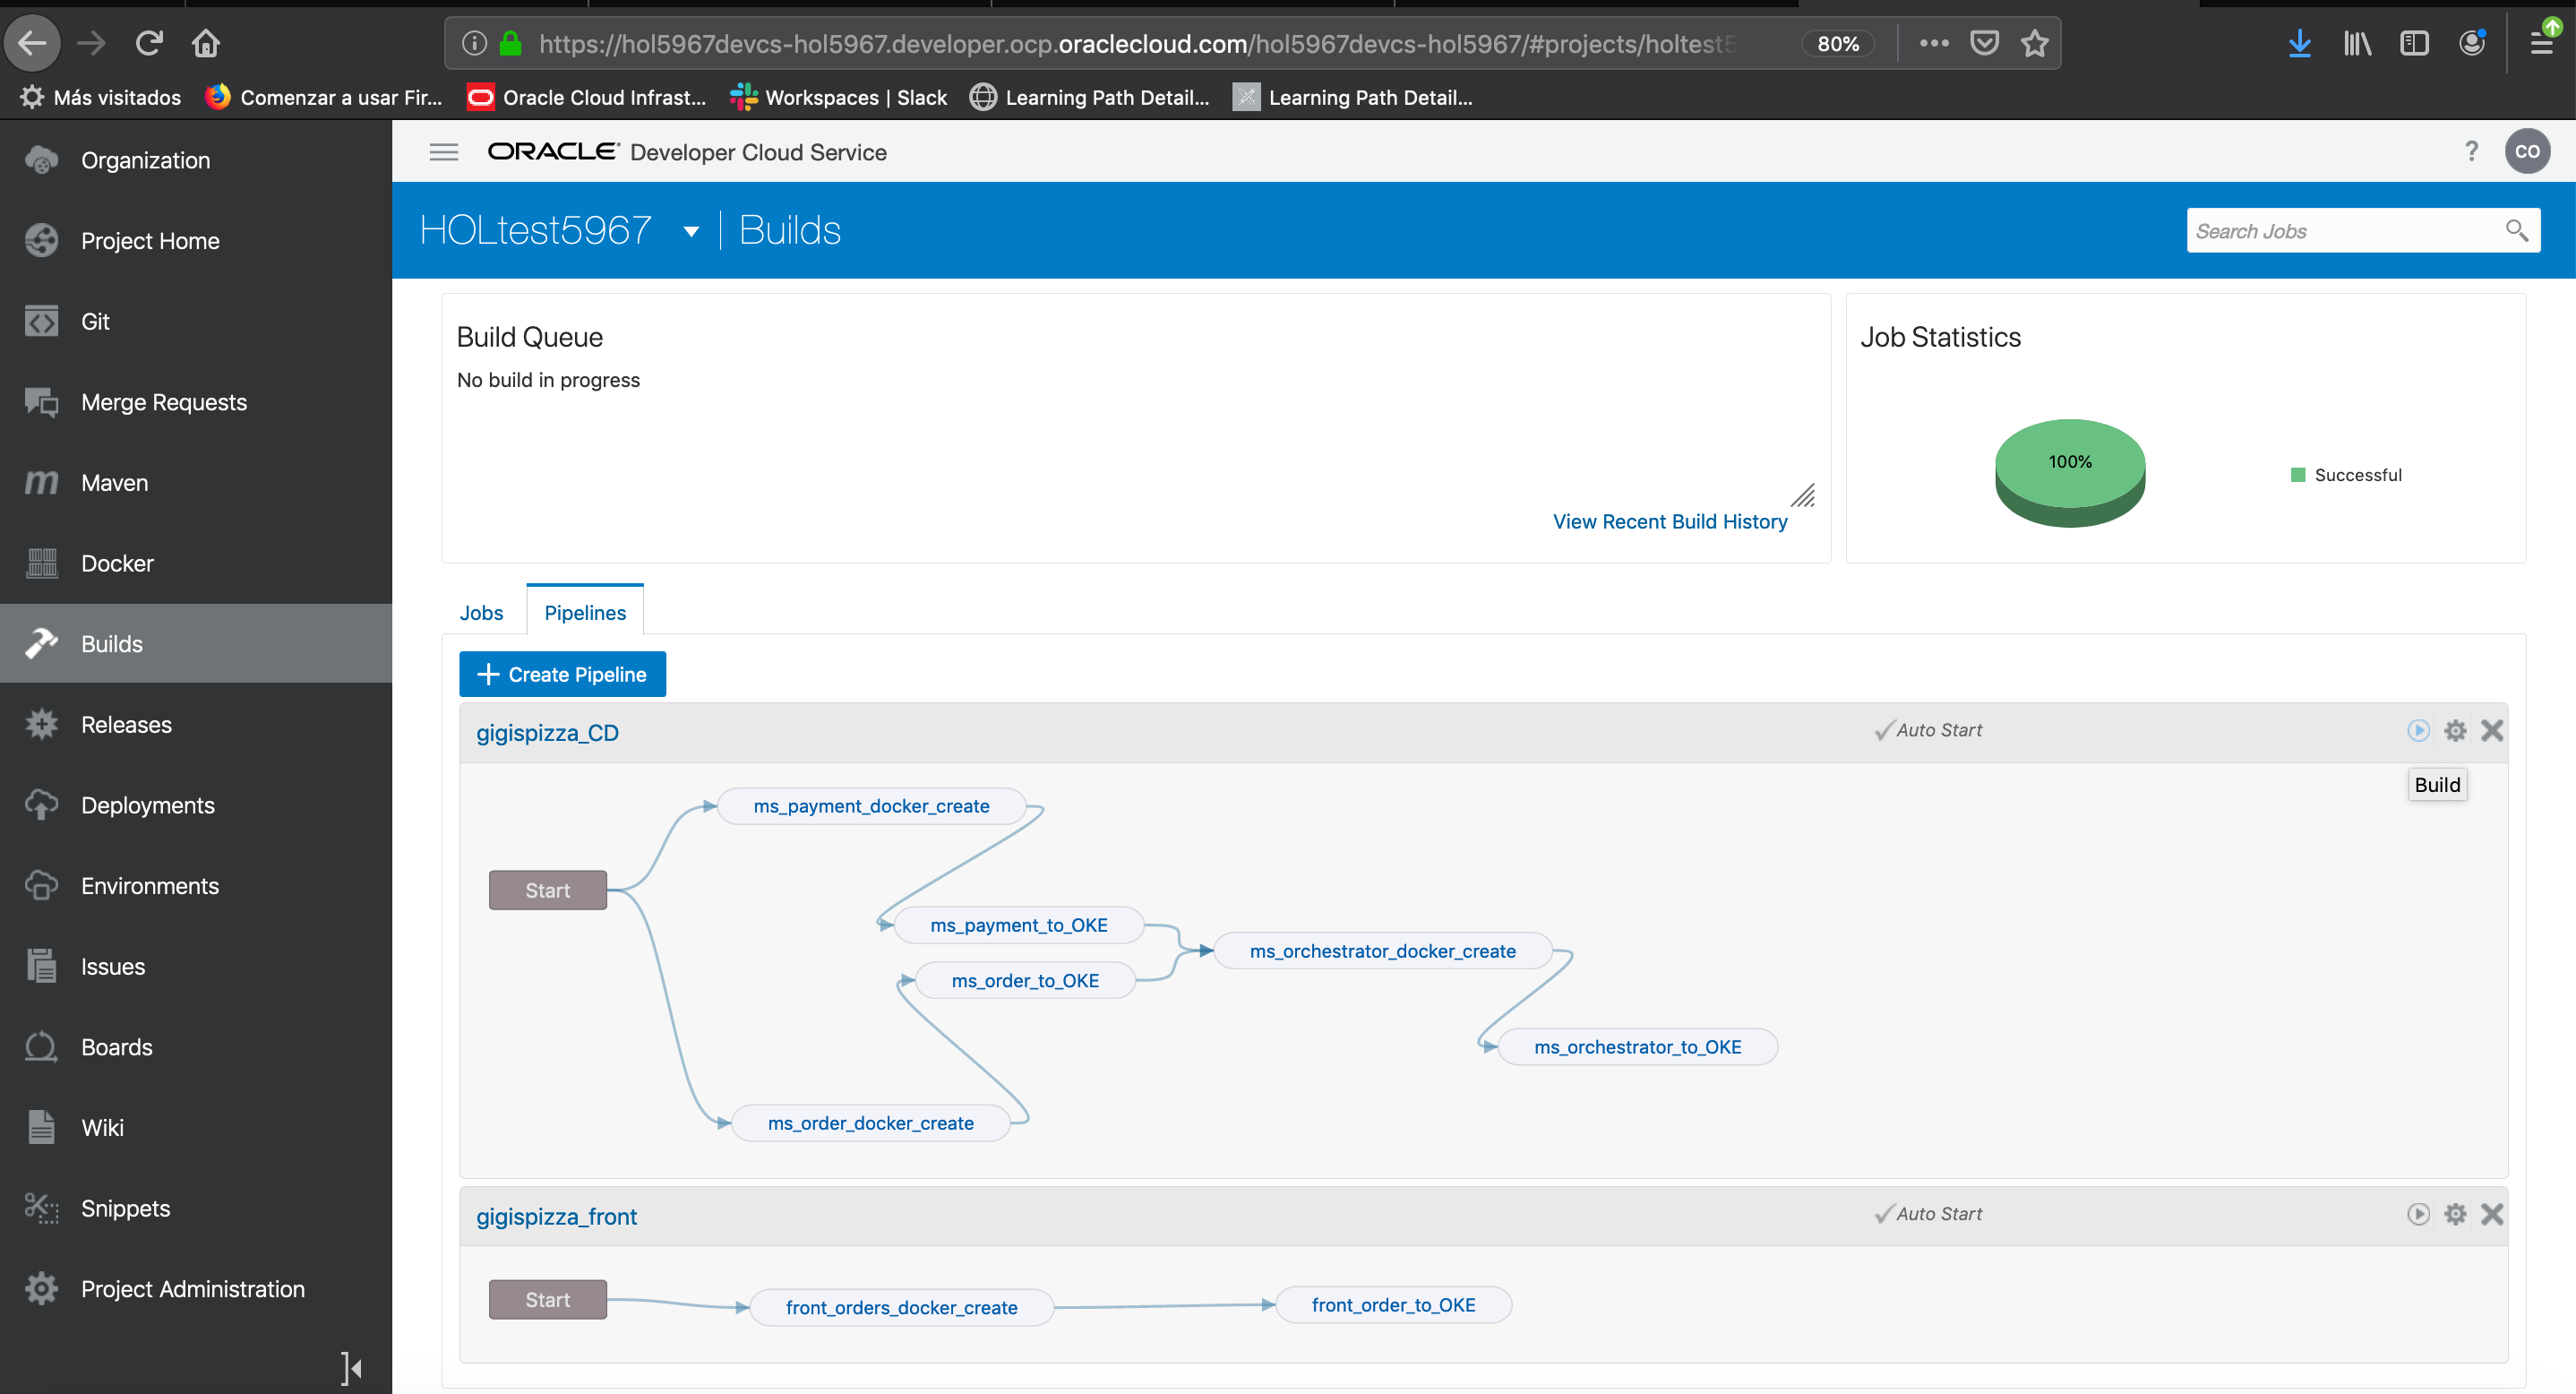 https://hol5967devcs-hol5967.developer.ocp.oraclecloud.com/hol5967devcs-hol5967/#projects/holtest5
80%
Más visitados
Comenzar a usar Fir...
Oracle Cloud Infrast...
Workspaces | Slack
Learning Path Detail...
Learning Path Detail...
Organization
Project Home
Git
Merge Requests
Maven
Docker
Builds
Releases
Deployments
Environments
Issues
Boards
Wiki
Snippets
Project Administration
ORACLE® Developer Cloud Service
?
CO
HOLtest5967
Builds
Search Jobs
Build Queue
No build in progress
View Recent Build History
Job Statistics
100%
Successful
Jobs
Pipelines
Create Pipeline
gigispizza_CD
Auto Start
Build
Start
ms_payment_docker_create
ms_payment_to_OKE
ms_order_to_OKE
ms_orchestrator_docker_create
ms_orchestrator_to_OKE
ms_order_docker_create
gigispizza_front
Auto Start
Start
front_orders_docker_create
front_order_to_OKE